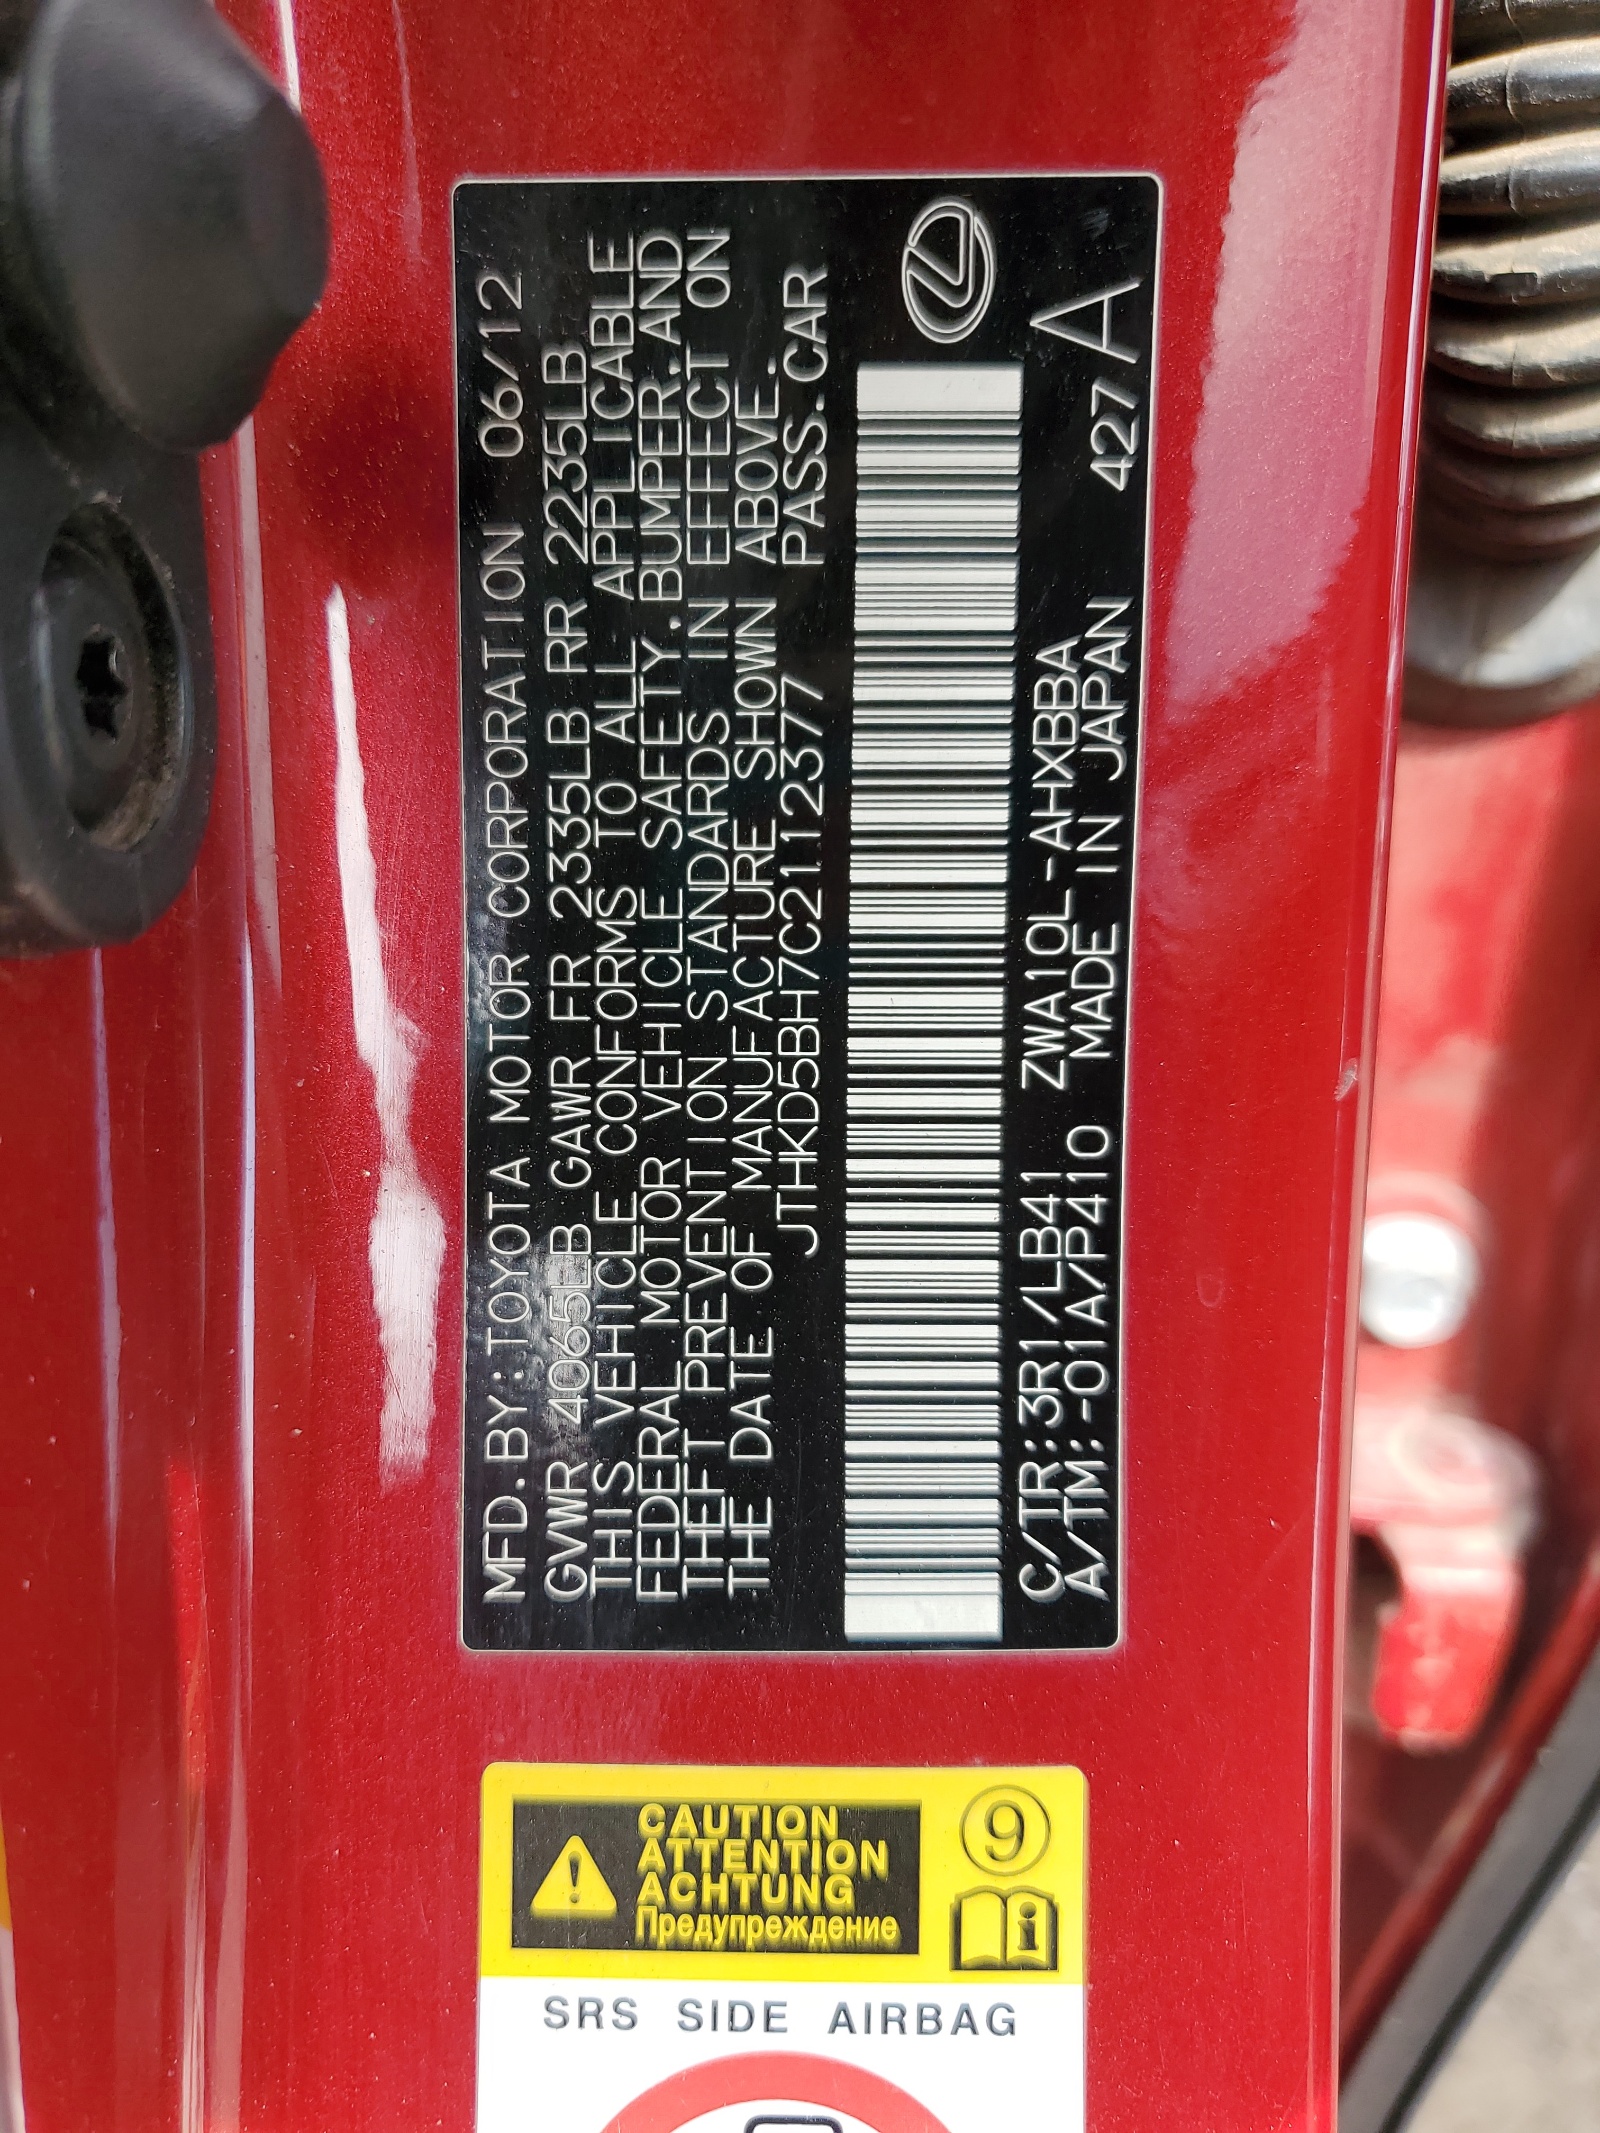 MFD.BY:TOYOTA MOTOR CORPORATION 06/12
GVWR 4065LB GAWR FR 2335LB RR 2235LB
THIS VEHICLE CONFORMS TO ALL APPLICABLE
FEDERAL MOTOR VEHICLE SAFETY.BUMPER.AND
THEFT PREVENTION STANDARDS IN EFFECT ON
THE DATE OF MANUFACTURE SHOWN ABOVE.
JTHKD5BH7C2112377 PASS.CAR
C/TR:3R1/LB41 ZWA10L-AHXBBA
A/TM:-01A/P410 MADE IN JAPAN 427 A
CAUTION
ATTENTION
ACHTUNG
Предупреждение
9
i
SRS SIDE AIRBAG